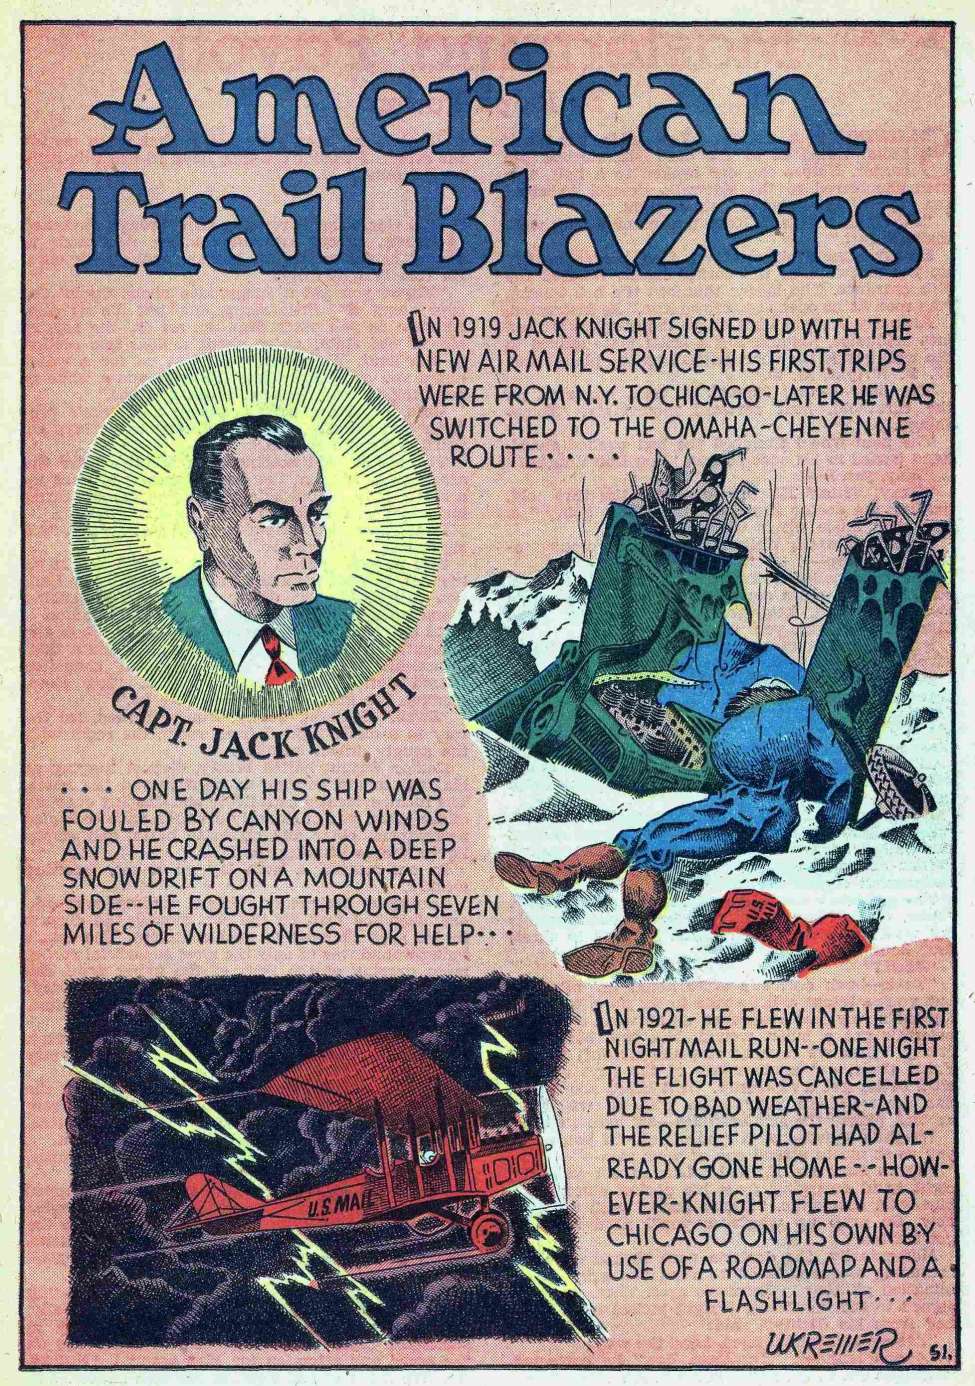 American
Trail Blazers
IN 1919 JACK KNIGHT SIGNED UP WITH THE
NEW AIR MAIL SERVICE-HIS FIRST TRIPS
WERE FROM N.Y. TO CHICAGO-LATER HE WAS
SWITCHED TO THE OMAHA-CHEYENNE
ROUTE····
CAPT. JACK KNIGHT
··· ONE DAY HIS SHIP WAS
FOULED BY CANYON WINDS
AND HE CRASHED INTO A DEEP
SNOW DRIFT ON A MOUNTAIN
SIDE--HE FOUGHT THROUGH SEVEN
MILES OF WILDERNESS FOR HELP···
U.S.
MAIL
U.S. MAIL
IN 1921-HE FLEW IN THE FIRST
NIGHT MAIL RUN--ONE NIGHT
THE FLIGHT WAS CANCELLED
DUE TO BAD WEATHER-AND
THE RELIEF PILOT HAD AL-
READY GONE HOME--HOW-
EVER-KNIGHT FLEW TO
CHICAGO ON HIS OWN BY
USE OF A ROADMAP AND A
FLASHLIGHT···
W KREMER
51.